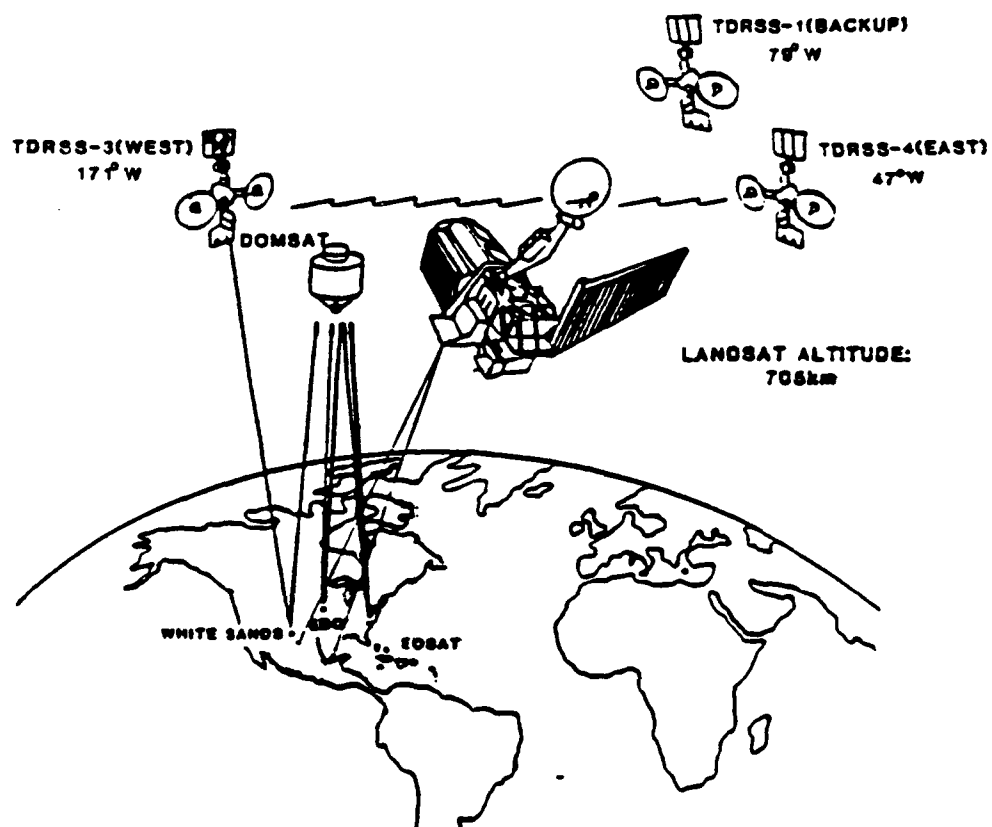 TDRSS-1(BACKUP)
79°W
TDRSS-3(WEST)
171°W
TDRSS-4(EAST)
47°W
DOMSAT
LANDSAT ALTITUDE:
705km
WHITE SANDS
EOSAT